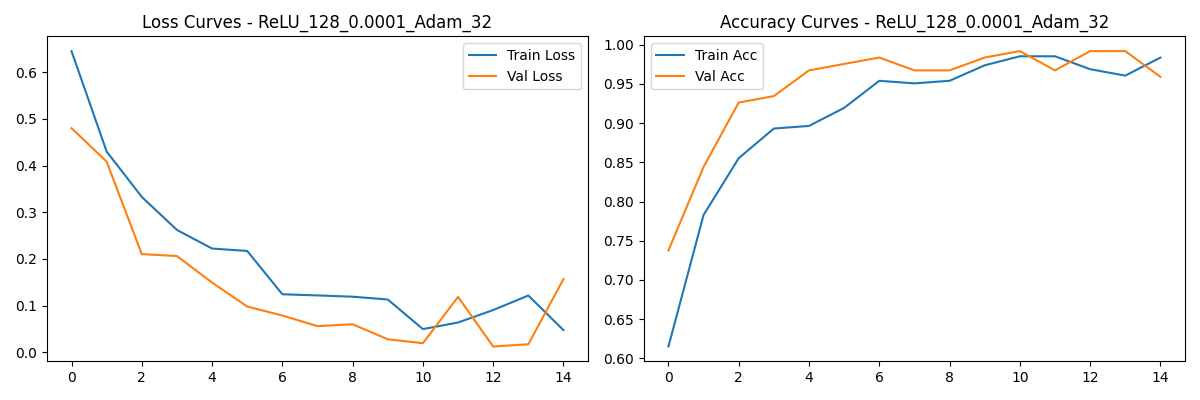 Loss Curves - ReLU_128_0.0001_Adam_32
Train Loss
Val Loss
0.6
0.5
0.4
0.3
0.2
0.1
0.0
0 2 4 6 8 10 12 14
Accuracy Curves - ReLU_128_0.0001_Adam_32
Train Acc
Val Acc
1.00
0.95
0.90
0.85
0.80
0.75
0.70
0.65
0.60
0 2 4 6 8 10 12 14